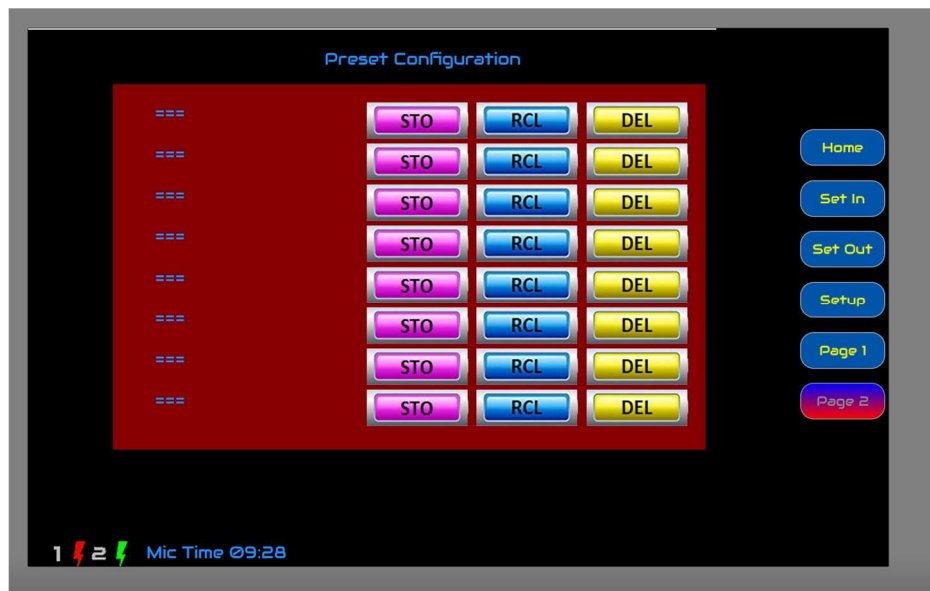 Preset Configuration
=== STO RCL DEL
=== STO RCL DEL
=== STO RCL DEL
=== STO RCL DEL
=== STO RCL DEL
=== STO RCL DEL
=== STO RCL DEL
=== STO RCL DEL
Home
Set In
Set Out
Setup
Page 1
Page 2
1 2 Mic Time 09:28